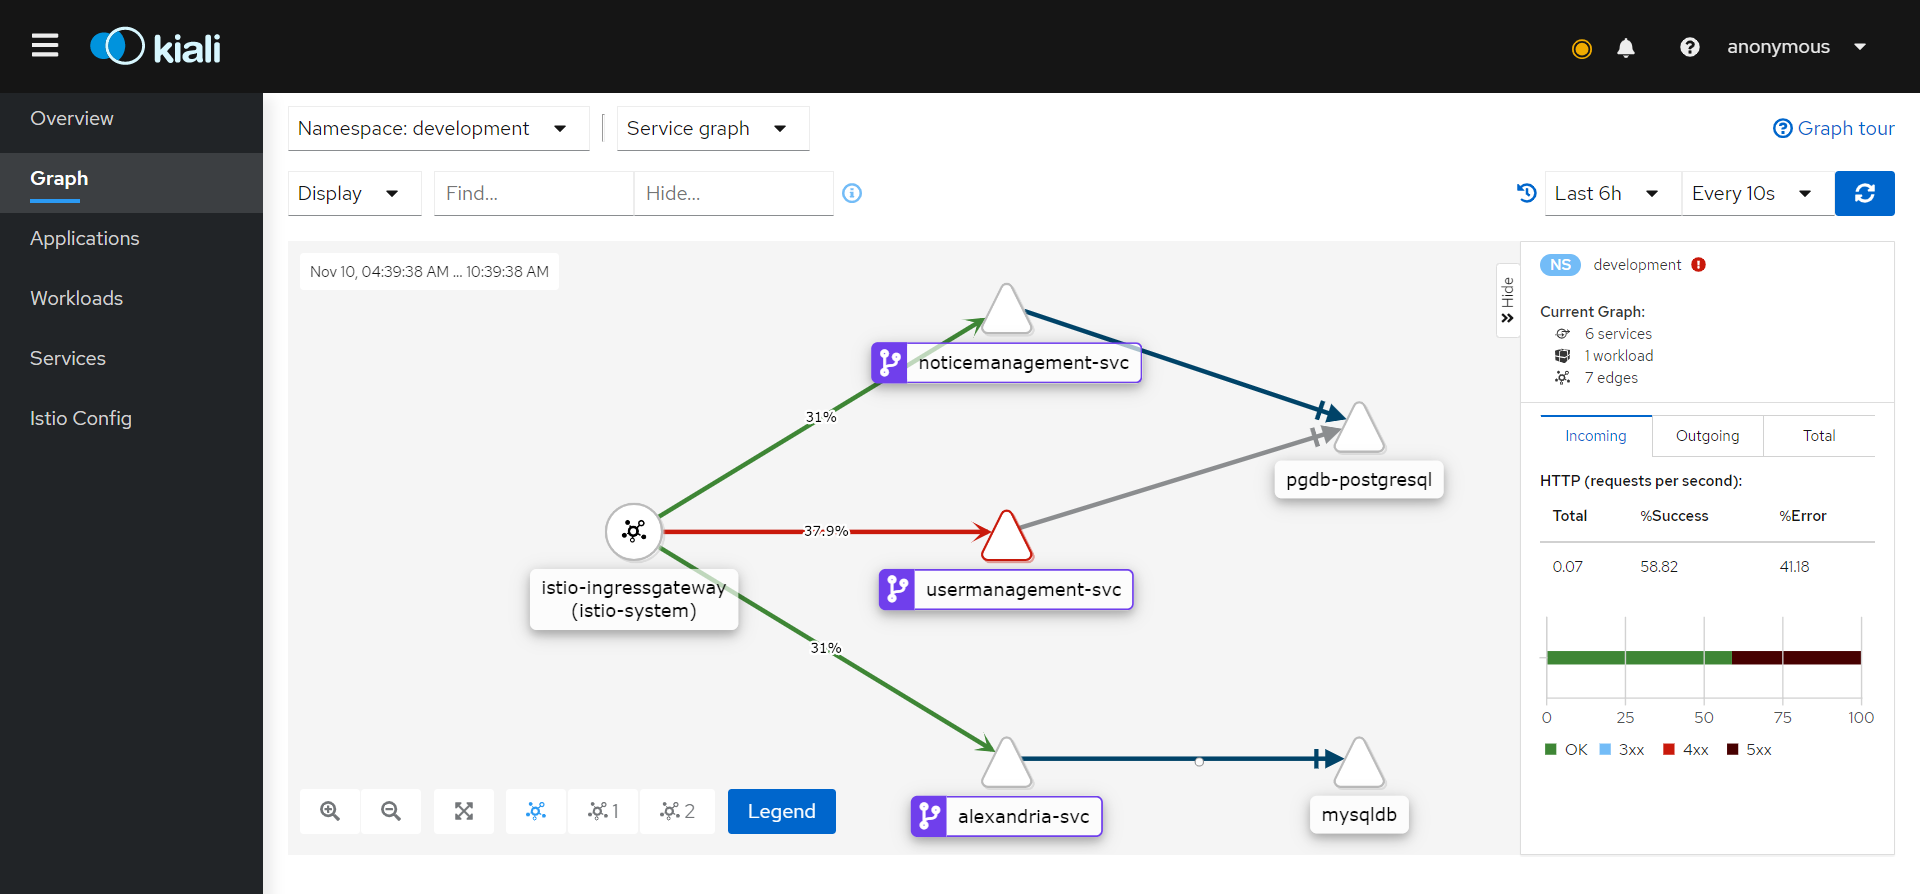 kiali
anonymous
Overview
Graph
Applications
Workloads
Services
Istio Config
Namespace: development
Service graph
Graph tour
Display
Find...
Hide...
Last 6h
Every 10s
Nov 10, 04:39:38 AM ... 10:39:38 AM
Hide
noticemanagement-svc
31%
pgdb-postgresql
37.9%
istio-ingressgateway
(istio-system)
usermanagement-svc
31%
alexandria-svc
mysqldb
1
2
Legend
NS development
Current Graph:
6 services
1 workload
7 edges
Incoming
Outgoing
Total
HTTP (requests per second):
Total %Success %Error
0.07 58.82 41.18
0 25 50 75 100
OK 3xx 4xx 5xx